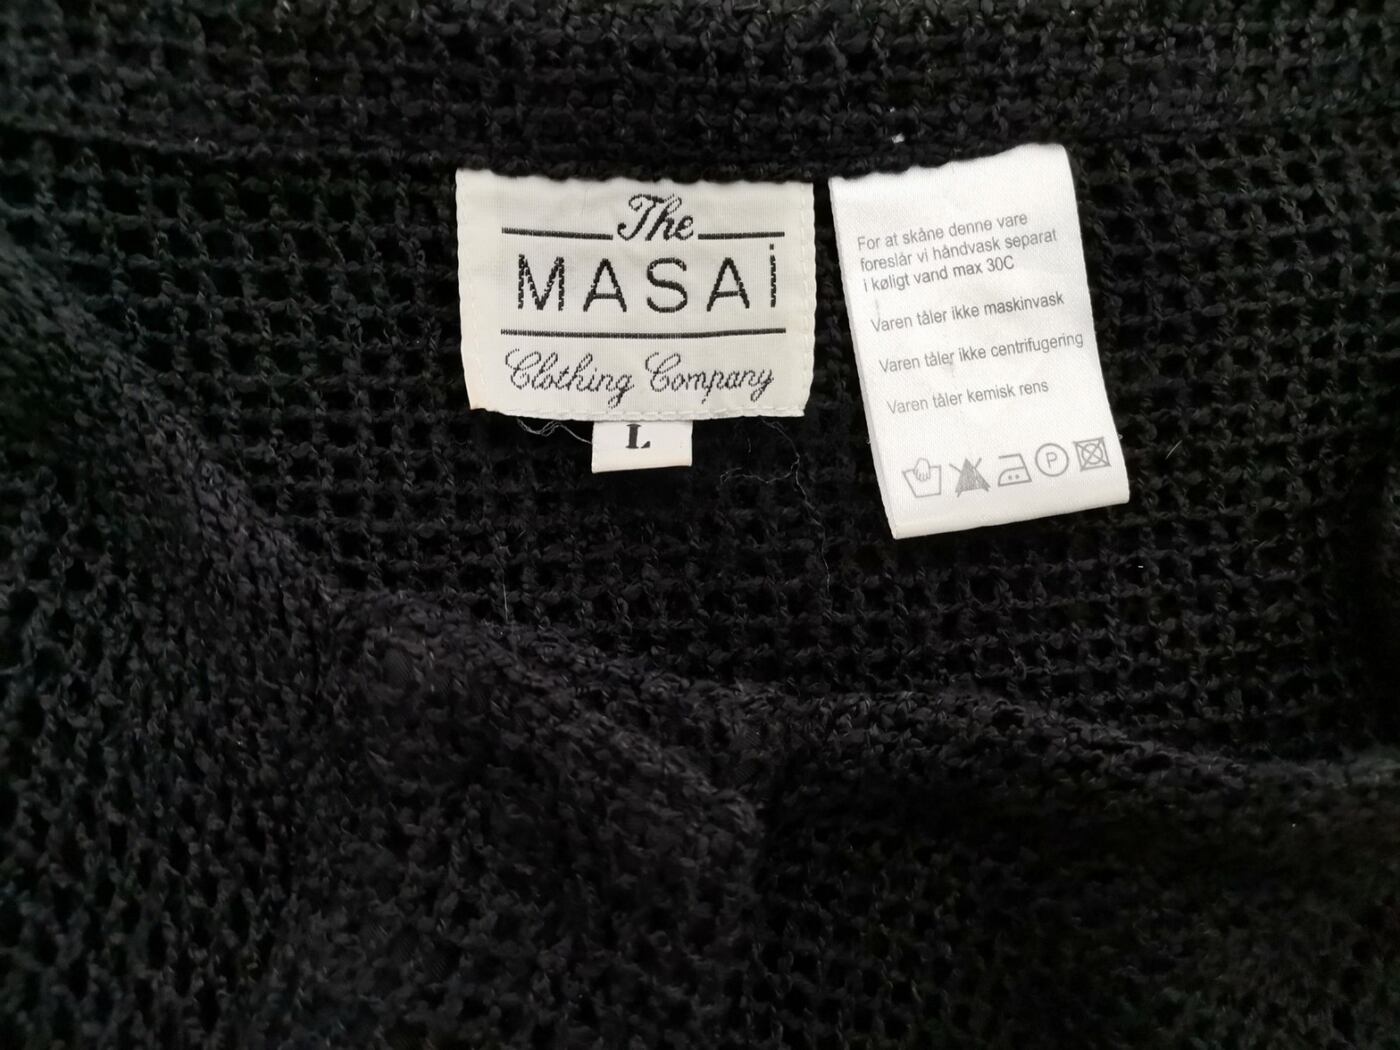 The
MASAi
Clothing Company
L
For at skåne denne vare
foreslår vi håndvask separat
i køligt vand max 30C
Varen tåler ikke maskinvask
Varen tåler ikke centrifugering
Varen tåler kemisk rens
P